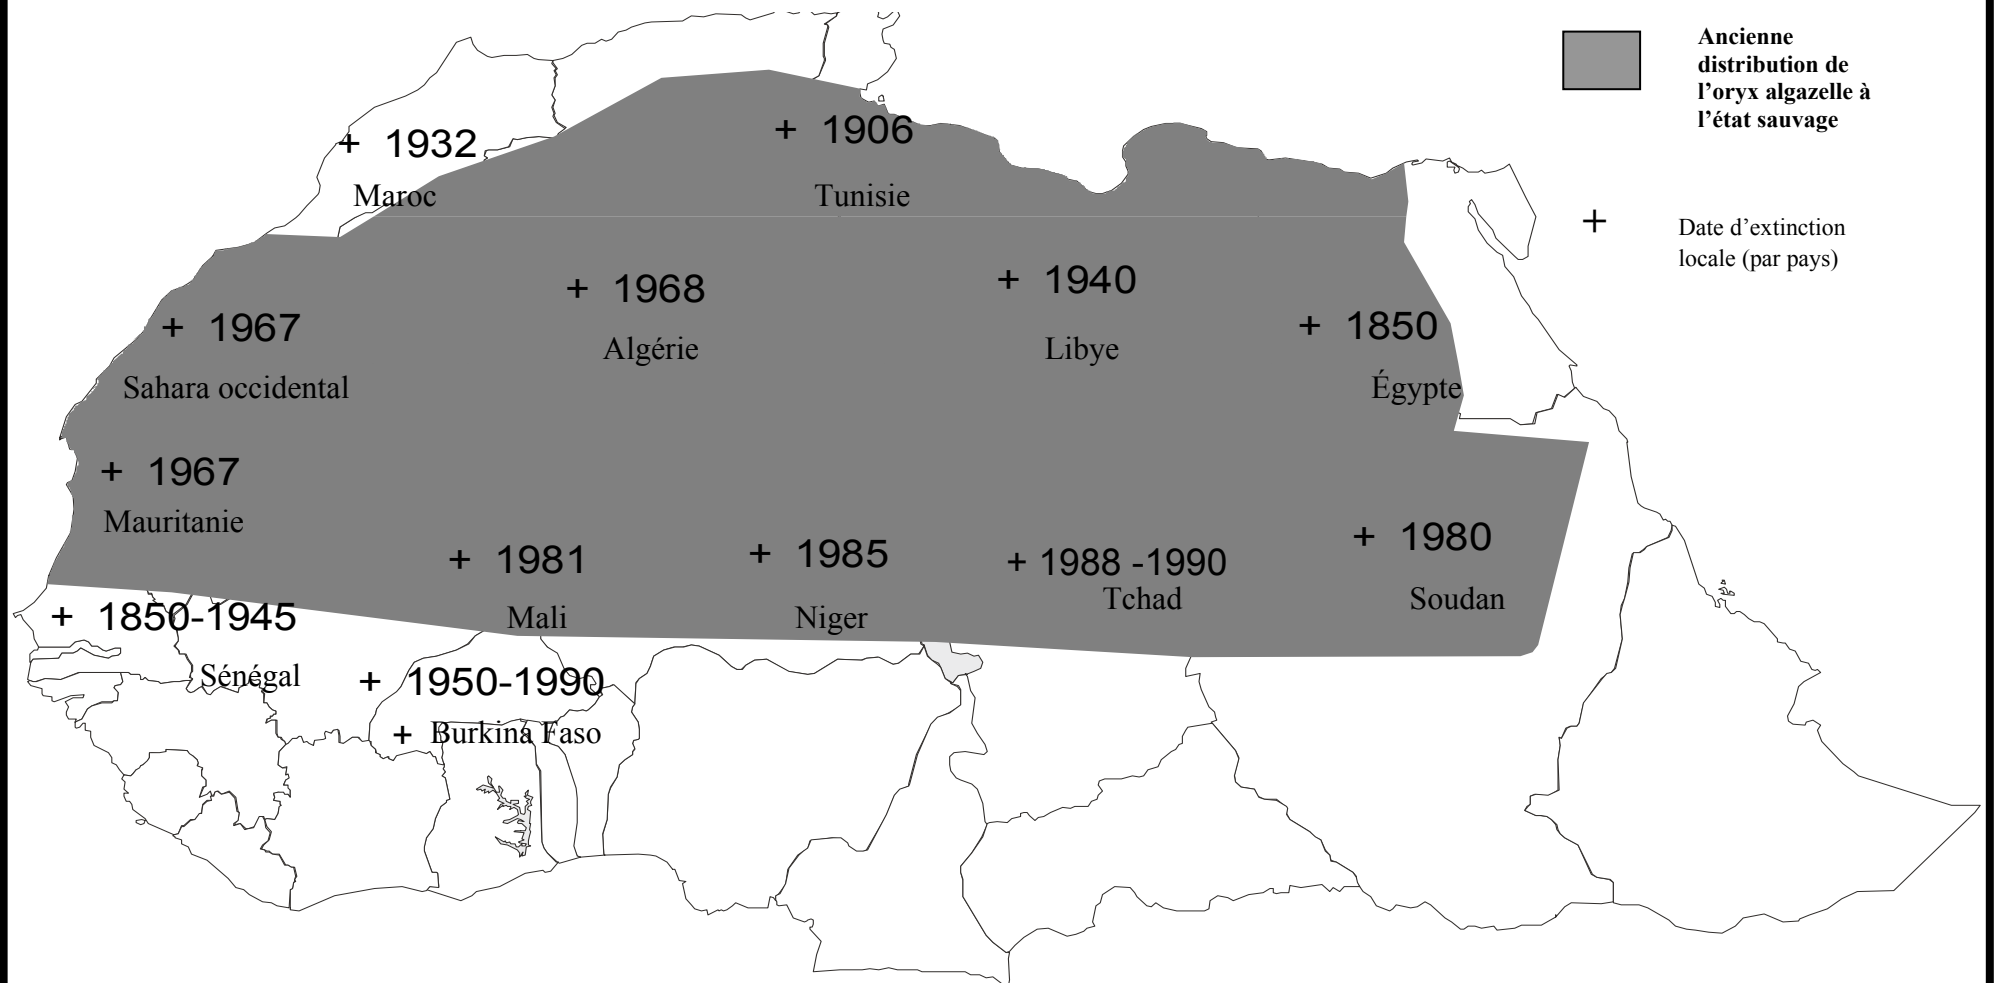 Ancienne
distribution de
l’oryx algazelle à
l’état sauvage
+ Date d’extinction
locale (par pays)
+ 1932
Maroc
+ 1906
Tunisie
+ 1968
Algérie
+ 1940
Libye
+ 1850
Égypte
+ 1967
Sahara occidental
+ 1967
Mauritanie
+ 1981
Mali
+ 1985
Niger
+ 1988 -1990
Tchad
+ 1980
Soudan
+ 1850-1945
Sénégal
+ 1950-1990
+ Burkina Faso